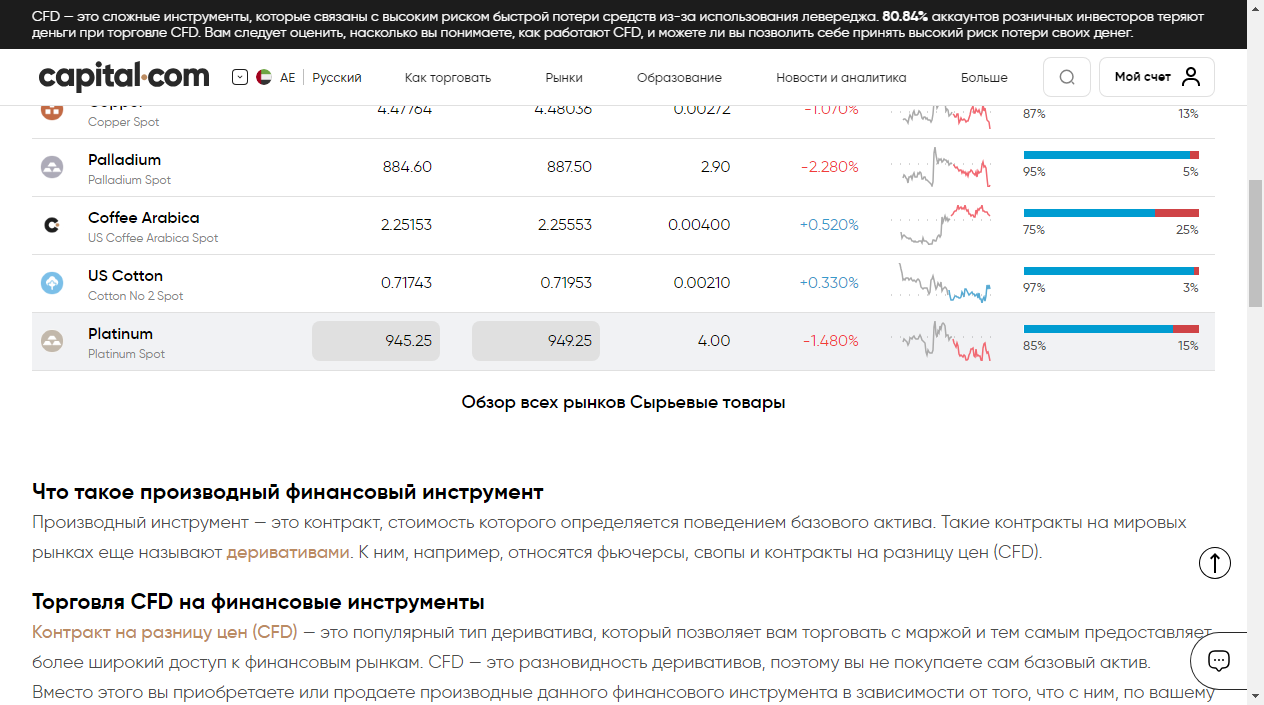 CFD — это сложные инструменты, которые связаны с высоким риском быстрой потери средств из-за использования левереджа. 80.84% аккаунтов розничных инвесторов теряют
деньги при торговле CFD. Вам следует оценить, насколько вы понимаете, как работают CFD, и можете ли вы позволить себе принять высокий риск потери своих денег.
capital.com AE Русский Как торговать Рынки Образование Новости и аналитика Больше Мой счет
Copper 4.47764 4.48036 0.00272 -1.070%
Copper Spot 87% 13%
Palladium 884.60 887.50 2.90 -2.280%
Palladium Spot 95% 5%
Coffee Arabica 2.25153 2.25553 0.00400 +0.520%
US Coffee Arabica Spot 75% 25%
US Cotton 0.71743 0.71953 0.00210 +0.330%
Cotton No 2 Spot 97% 3%
Platinum 945.25 949.25 4.00 -1.480%
Platinum Spot 85% 15%
Обзор всех рынков Сырьевые товары
Что такое производный финансовый инструмент
Производный инструмент — это контракт, стоимость которого определяется поведением базового актива. Такие контракты на мировых
рынках еще называют деривативами. К ним, например, относятся фьючерсы, свопы и контракты на разницу цен (CFD).
Торговля CFD на финансовые инструменты
Контракт на разницу цен (CFD) — это популярный тип дериватива, который позволяет вам торговать с маржой и тем самым предоставляет
более широкий доступ к финансовым рынкам. CFD — это разновидность деривативов, поэтому вы не покупаете сам базовый актив.
Вместо этого вы приобретаете или продаете производные данного финансового инструмента в зависимости от того, что с ним, по вашему